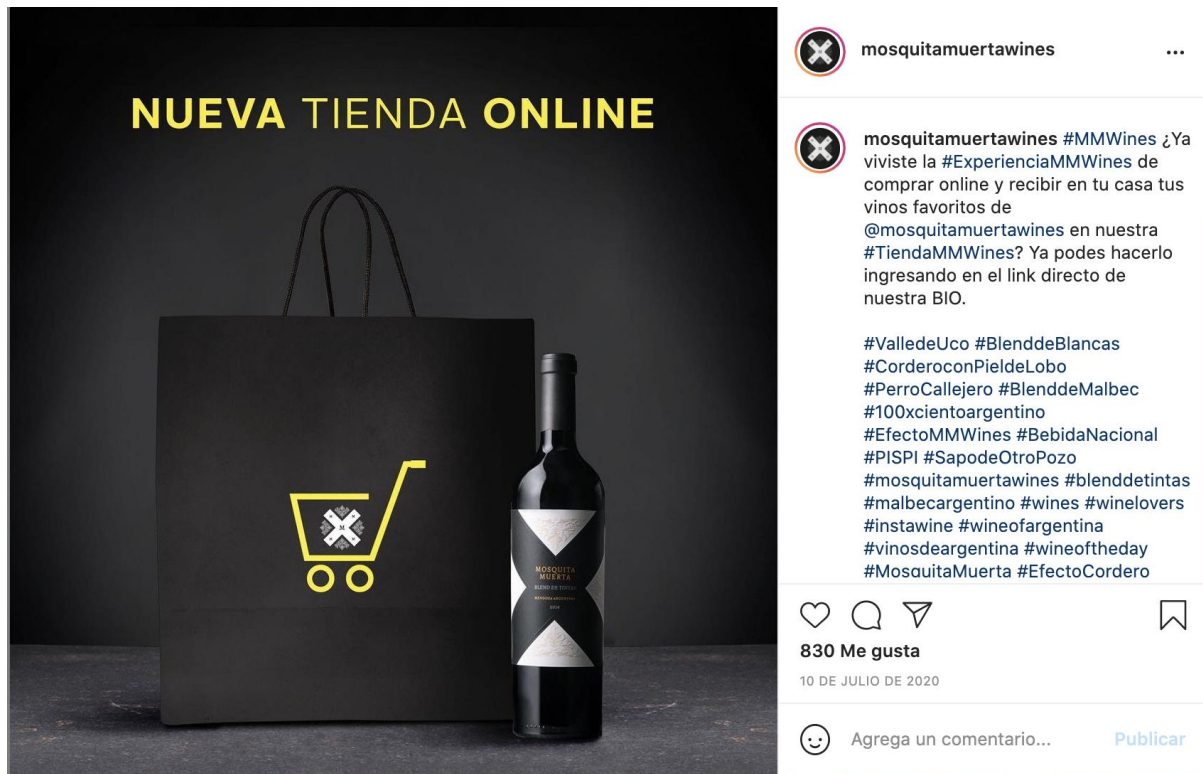 NUEVA TIENDA ONLINE
M
MOSQUITA
MUERTA
BLEND DE TINTAS
MENDOZA ARGENTINA
mosquitamuertawines
mosquitamuertawines #MMWines ¿Ya
viviste la #ExperienciaMMWines de
comprar online y recibir en tu casa tus
vinos favoritos de
@mosquitamuertawines en nuestra
#TiendaMMWines? Ya podes hacerlo
ingresando en el link directo de
nuestra BIO.
#ValledeUco #BlenddeBlancas
#CorderoconPieldeLobo
#PerroCallejero #BlenddeMalbec
#100xcientoargentino
#EfectoMMWines #BebidaNacional
#PISPI #SapodeOtroPozo
#mosquitamuertawines #blenddetintas
#malbecargentino #wines #winelovers
#instawine #wineofargentina
#vinosdeargentina #wineoftheday
#MosquitaMuerta #EfectoCordero
830 Me gusta
10 DE JULIO DE 2020
Agrega un comentario... Publicar